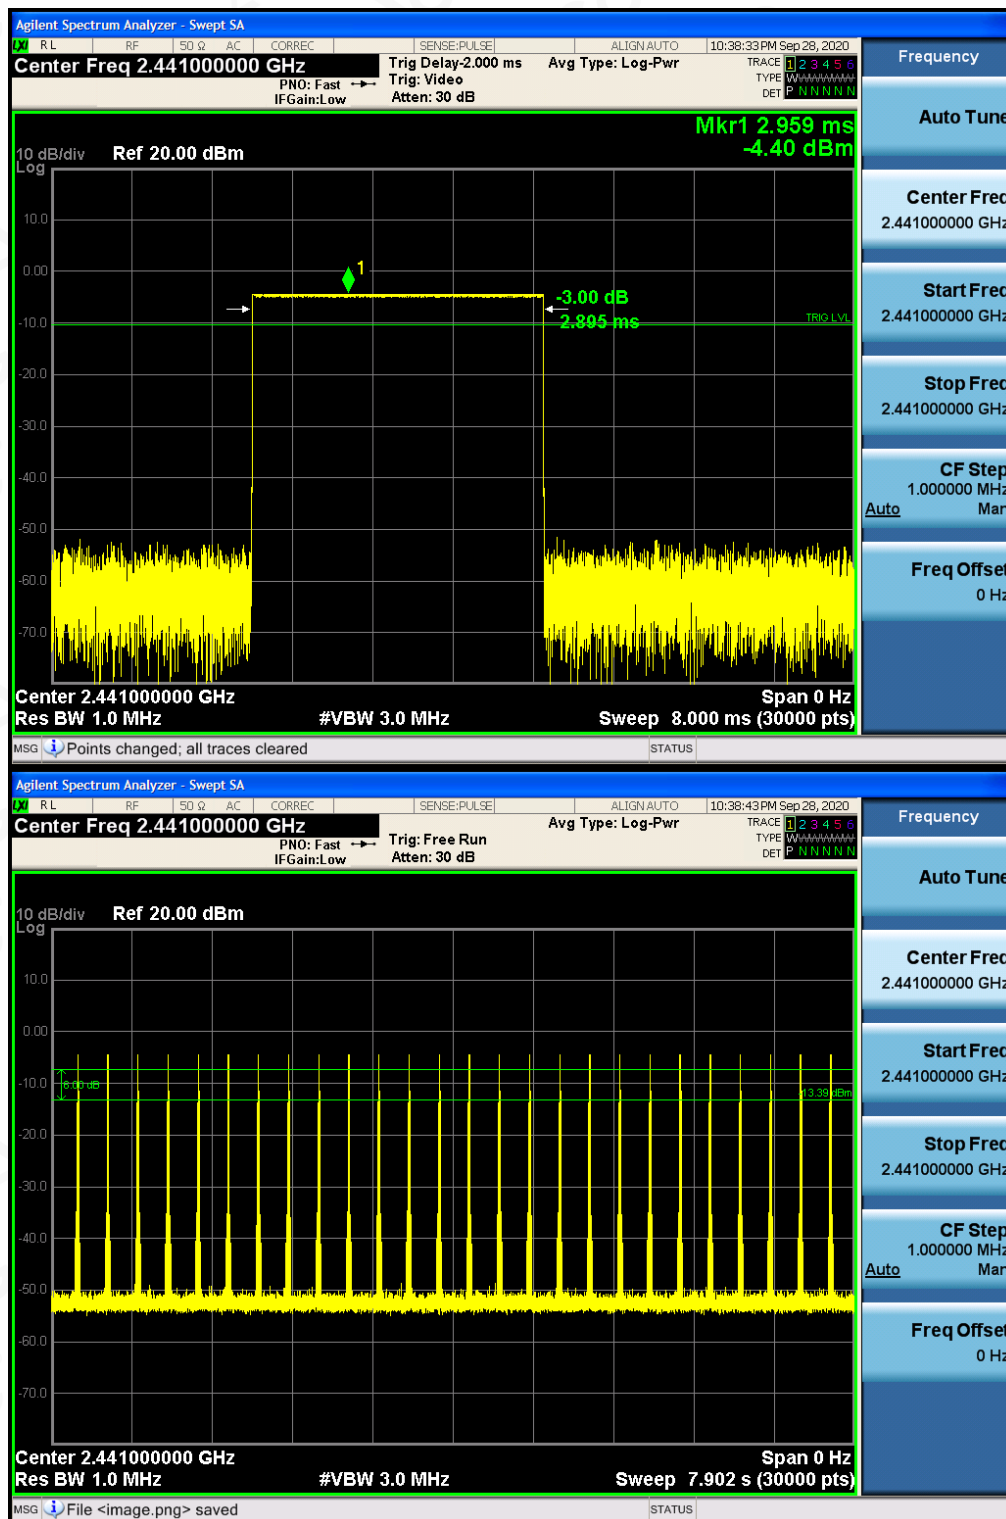 Agilent Spectrum Analyzer - Swept SA
LXI RL RF 50 Ω AC CORREC SENSE:PULSE ALIGN AUTO 10:38:33 PM Sep 28, 2020
Center Freq 2.441000000 GHz
PNO: Fast
IFGain:Low
Trig Delay-2.000 ms
Trig: Video
Atten: 30 dB
Avg Type: Log-Pwr
TRACE 1 2 3 4 5 6
TYPE
DET P N N N N N
Mkr1 2.959 ms
-4.40 dBm
10 dB/div
Log
Ref 20.00 dBm
10.0
0.00
1
-3.00 dB
2.895 ms
-10.0
TRIG LVL
-20.0
-30.0
-40.0
-50.0
-60.0
-70.0
Center 2.441000000 GHz
Span 0 Hz
Res BW 1.0 MHz
#VBW 3.0 MHz
Sweep 8.000 ms (30000 pts)
MSG Points changed; all traces cleared
STATUS
Frequency
Auto Tune
Center Freq
2.441000000 GHz
Start Freq
2.441000000 GHz
Stop Freq
2.441000000 GHz
CF Step
1.000000 MHz
Auto Man
Freq Offset
0 Hz
Agilent Spectrum Analyzer - Swept SA
LXI RL RF 50 Ω AC CORREC SENSE:PULSE ALIGN AUTO 10:38:43 PM Sep 28, 2020
Center Freq 2.441000000 GHz
PNO: Fast
IFGain:Low
Trig: Free Run
Atten: 30 dB
Avg Type: Log-Pwr
TRACE 1 2 3 4 5 6
TYPE
DET P N N N N N
10 dB/div
Log
Ref 20.00 dBm
10.0
0.00
-10.0
6.00 dB
-13.39 dBm
-20.0
-30.0
-40.0
-50.0
-60.0
-70.0
Center 2.441000000 GHz
Span 0 Hz
Res BW 1.0 MHz
#VBW 3.0 MHz
Sweep 7.902 s (30000 pts)
MSG File <image.png> saved
STATUS
Frequency
Auto Tune
Center Freq
2.441000000 GHz
Start Freq
2.441000000 GHz
Stop Freq
2.441000000 GHz
CF Step
1.000000 MHz
Auto Man
Freq Offset
0 Hz